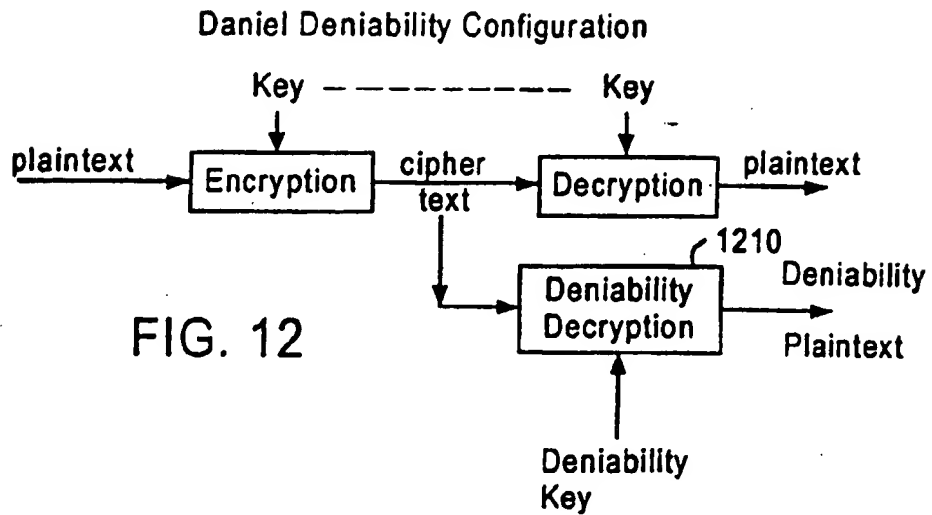 Daniel Deniability Configuration
Key Key
plaintext Encryption cipher Decryption plaintext
text
1210
Deniability Decryption Deniability
Plaintext
FIG. 12
Deniability
Key